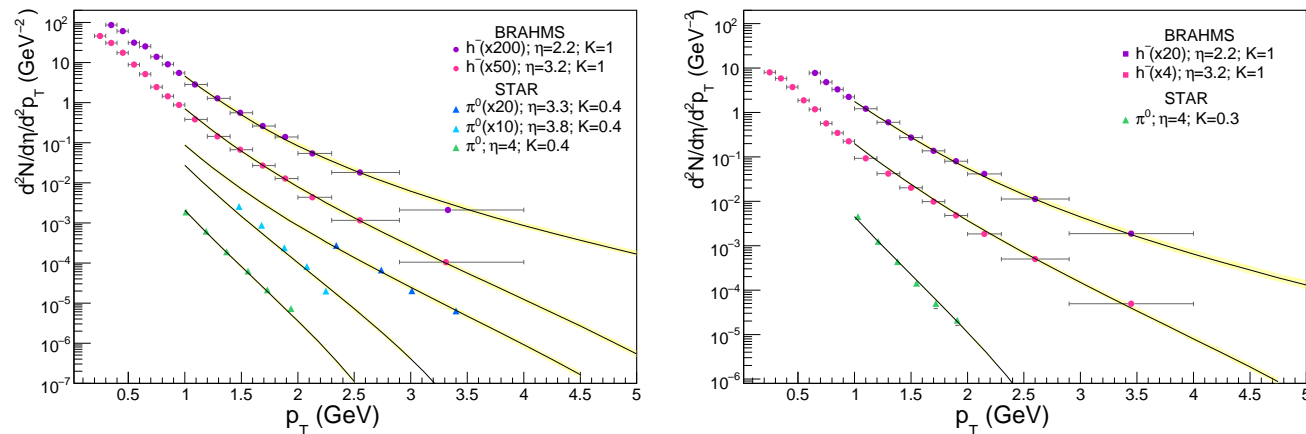 d²N/dη/d²p_T (GeV⁻²)
10²
10
1
10⁻¹
10⁻²
10⁻³
10⁻⁴
10⁻⁵
10⁻⁶
10⁻⁷
BRAHMS
h⁻(x200); η=2.2; K=1
h⁻(x50); η=3.2; K=1
STAR
π⁰(x20); η=3.3; K=0.4
π⁰(x10); η=3.8; K=0.4
π⁰; η=4; K=0.4
0.5 1 1.5 2 2.5 3 3.5 4 4.5 5
p_T (GeV)
d²N/dη/d²p_T (GeV⁻²)
10²
10
1
10⁻¹
10⁻²
10⁻³
10⁻⁴
10⁻⁵
10⁻⁶
BRAHMS
h⁻(x20); η=2.2; K=1
h⁻(x4); η=3.2; K=1
STAR
π⁰; η=4; K=0.3
0.5 1 1.5 2 2.5 3 3.5 4 4.5 5
p_T (GeV)